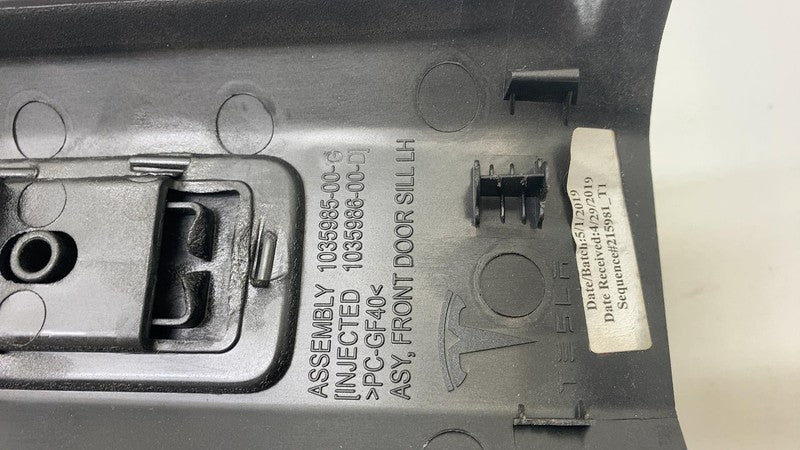 ASSEMBLY 1035985-00-G
[INJECTED 1035986-00-D]
>PC-GF40<
ASY, FRONT DOOR SILL LH
TESLA
Date/Batch:5/1/2019
Date Received:4/29/2019
Sequence#215981_T1